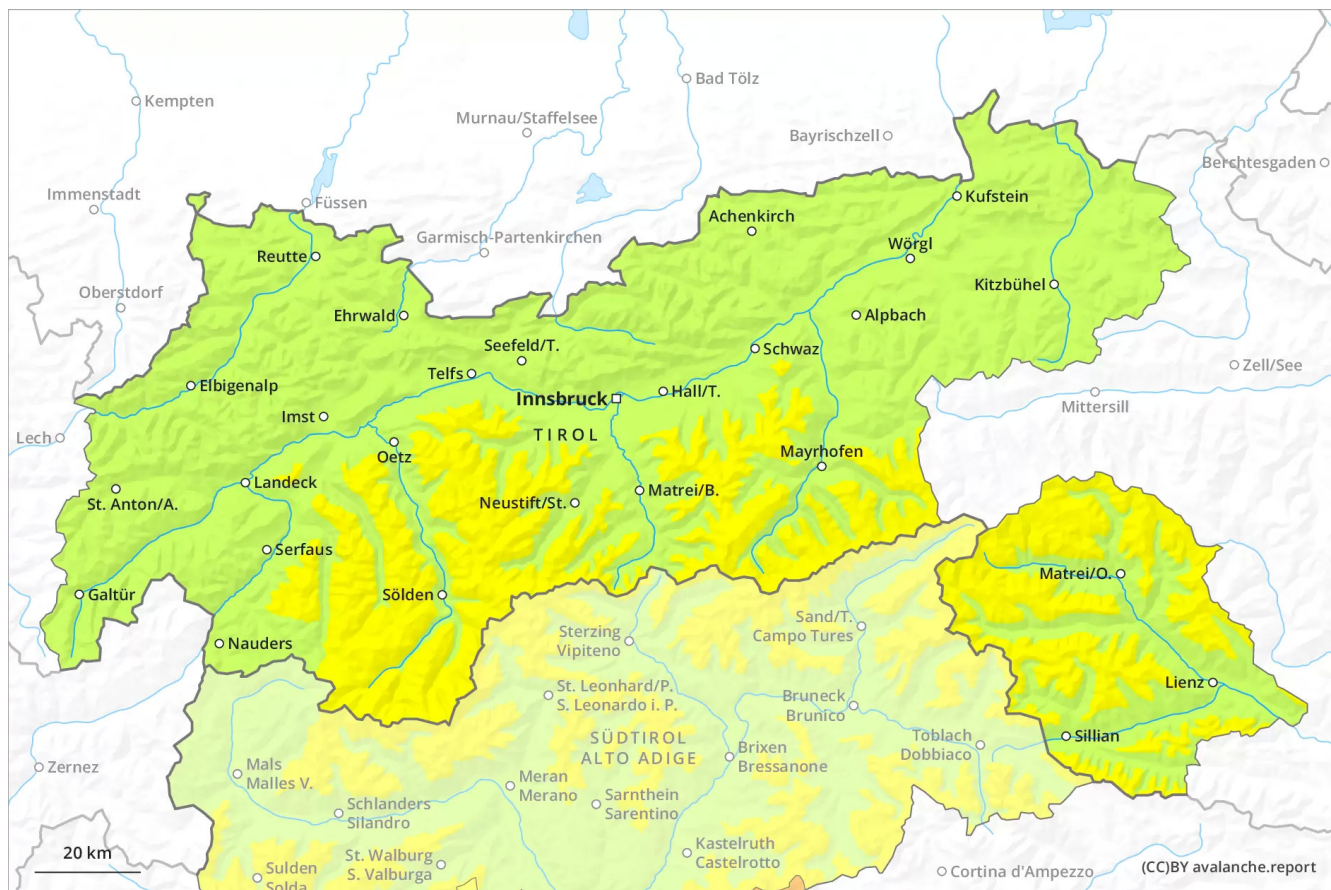 Bad Tölz
Kempten
Murnau/Staffelsee
Bayrischzell
Berchtesgaden
Immenstadt
Füssen
Kufstein
Achenkirch
Garmisch-Partenkirchen
Wörgl
Reutte
Kitzbühel
Oberstdorf
Ehrwald
Alpbach
Seefeld/T.
Schwaz
Zell/See
Telfs
Elbigenalp
Hall/T.
Innsbruck
Mittersill
Imst
Lech
TIROL
Oetz
Mayrhofen
Landeck
Matrei/B.
St. Anton/A.
Neustift/St.
Serfaus
Matrei/O.
Galtür
Sölden
Sand/T.
Campo Tures
Sterzing
Vipiteno
Nauders
Lienz
St. Leonhard/P.
S. Leonardo i. P.
Bruneck
Brunico
Sillian
SÜDTIROL
ALTO ADIGE
Toblach
Dobbiaco
Brixen
Bressanone
Zernez
Mals
Malles V.
Meran
Merano
Sarnthein
Sarentino
Schlanders
Silandro
Kastelruth
Castelrotto
20 km
St. Walburg
S. Valburga
Sulden
Solda
Cortina d'Ampezzo
(CC)BY avalanche.report